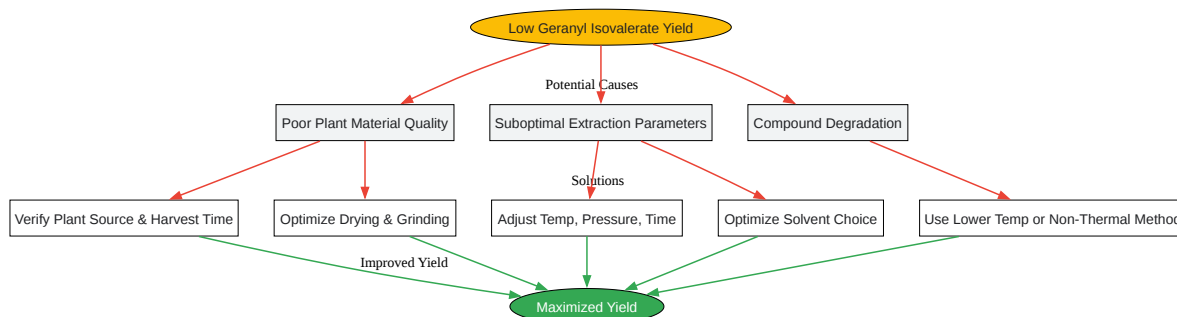 Low Geranyl Isovalerate Yield
Potential Causes
Poor Plant Material Quality
Suboptimal Extraction Parameters
Compound Degradation
Solutions
Verify Plant Source & Harvest Time
Optimize Drying & Grinding
Adjust Temp, Pressure, Time
Optimize Solvent Choice
Use Lower Temp or Non-Thermal Method
Improved Yield
Maximized Yield